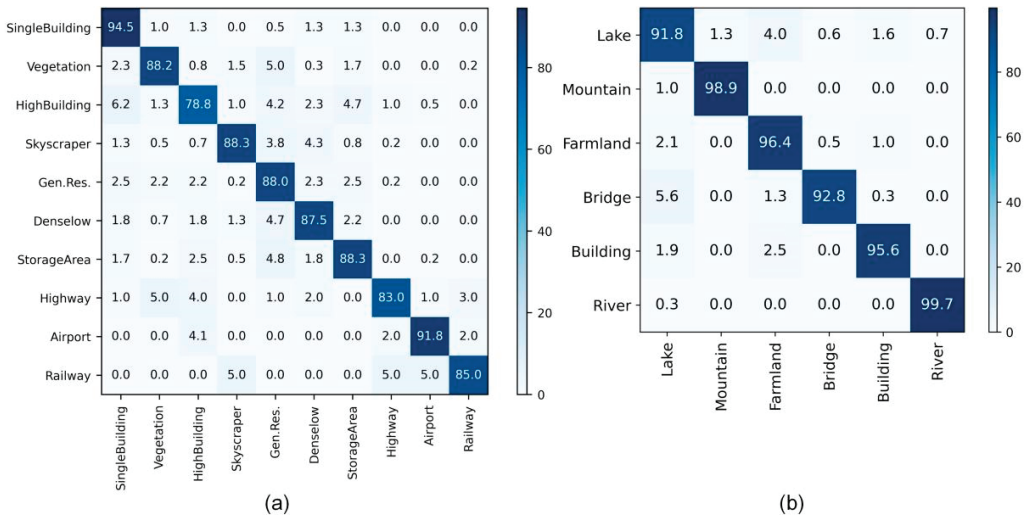 SingleBuilding 94.5 1.0 1.3 0.0 0.5 1.3 1.3 0.0 0.0 0.0
Vegetation 2.3 88.2 0.8 1.5 5.0 0.3 1.7 0.0 0.0 0.2
HighBuilding 6.2 1.3 78.8 1.0 4.2 2.3 4.7 1.0 0.5 0.0
Skyscraper 1.3 0.5 0.7 88.3 3.8 4.3 0.8 0.2 0.0 0.0
Gen.Res. 2.5 2.2 2.2 0.2 88.0 2.3 2.5 0.2 0.0 0.0
Denselow 1.8 0.7 1.8 1.3 4.7 87.5 2.2 0.0 0.0 0.0
StorageArea 1.7 0.2 2.5 0.5 4.8 1.8 88.3 0.0 0.2 0.0
Highway 1.0 5.0 4.0 0.0 1.0 2.0 0.0 83.0 1.0 3.0
Airport 0.0 0.0 4.1 0.0 0.0 0.0 0.0 2.0 91.8 2.0
Railway 0.0 0.0 0.0 5.0 0.0 0.0 0.0 5.0 5.0 85.0
SingleBuilding Vegetation HighBuilding Skyscraper Gen.Res. Denselow StorageArea Highway Airport Railway
80
60
40
20
0
(a)
Lake 91.8 1.3 4.0 0.6 1.6 0.7
Mountain 1.0 98.9 0.0 0.0 0.0 0.0
Farmland 2.1 0.0 96.4 0.5 1.0 0.0
Bridge 5.6 0.0 1.3 92.8 0.3 0.0
Building 1.9 0.0 2.5 0.0 95.6 0.0
River 0.3 0.0 0.0 0.0 0.0 99.7
Lake Mountain Farmland Bridge Building River
80
60
40
20
0
(b)